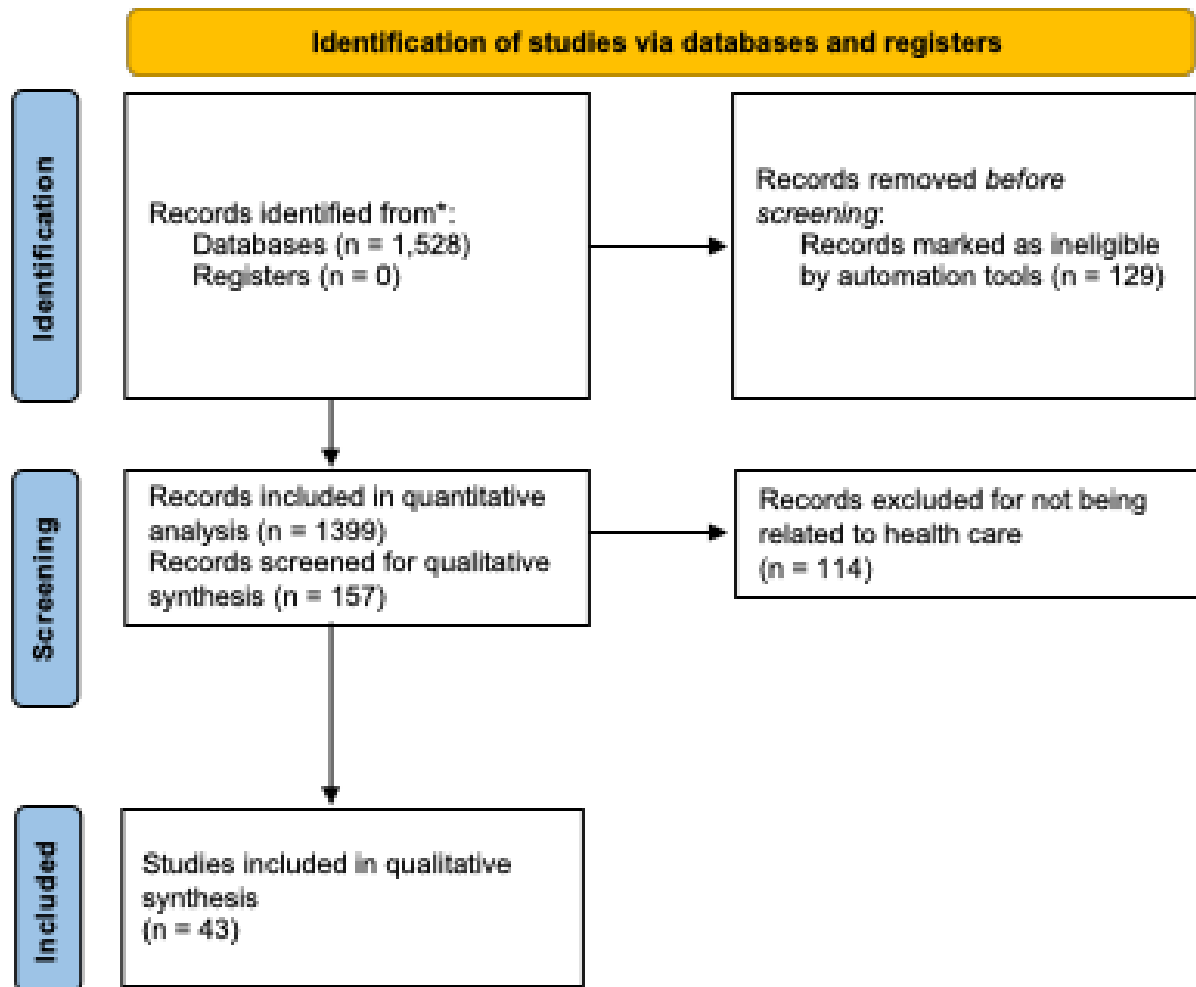 Identification of studies via databases and registers
Identification
Records identified from*:
Databases (n = 1,528)
Registers (n = 0)
Records removed before
screening:
Records marked as ineligible
by automation tools (n = 129)
Screening
Records included in quantitative
analysis (n = 1399)
Records screened for qualitative
synthesis (n = 157)
Records excluded for not being
related to health care
(n = 114)
Included
Studies included in qualitative
synthesis
(n = 43)